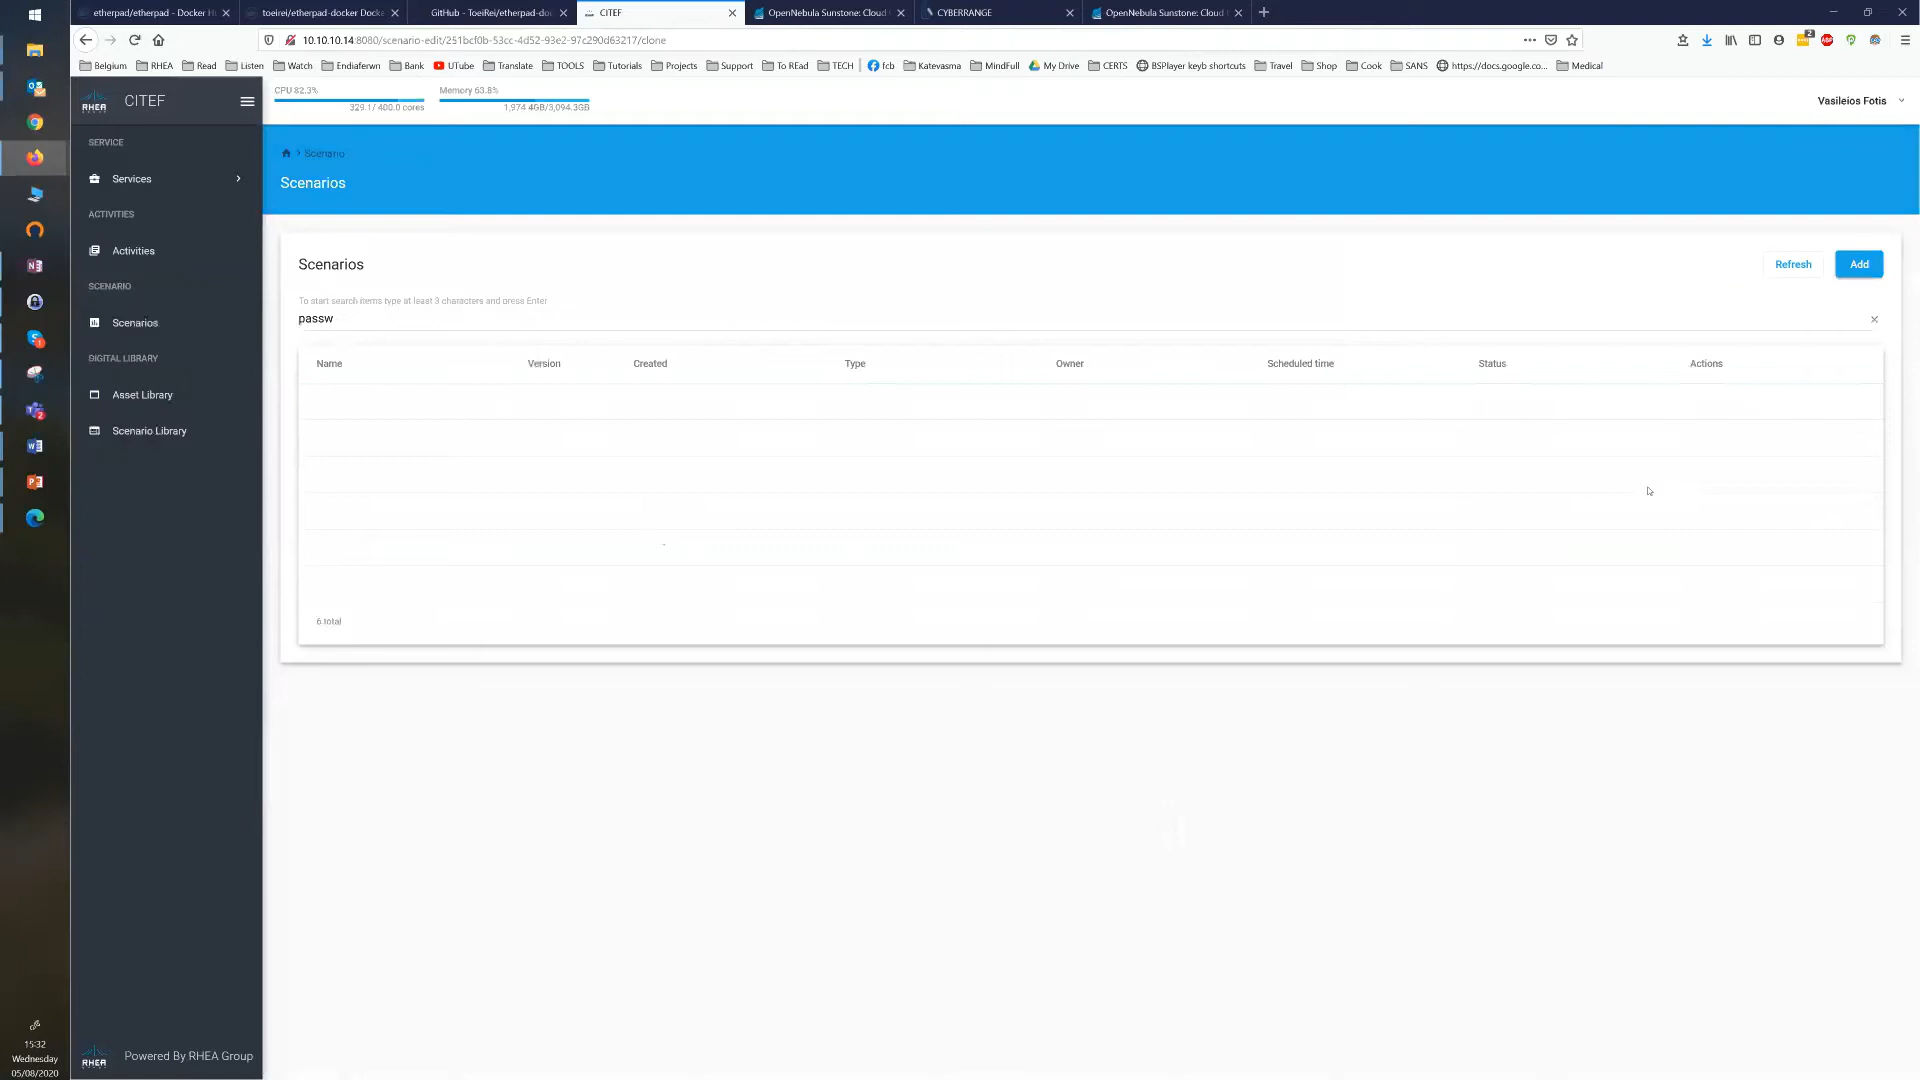 etherpad/etherpad - Docker H
toeirei/etherpad-docker Docke
GitHub - ToeiRei/etherpad-do
CITEF
OpenNebula Sunstone: Cloud
CYBERRANGE
OpenNebula Sunstone: Cloud
10.10.10.14:8080/scenario-edit/251bcf0b-53cc-4d52-93e2-97c290d63217/clone
2
ABP
Belgium RHEA Read Listen Watch Endiaferwn Bank UTube Translate TOOLS Tutorials Projects Support To REad TECH fcb Katevasma MindFull My Drive CERTS BSPlayer keyb shortcuts Travel Shop Cook SANS https://docs.google.co... Medical
RHEA CITEF
CPU 82.3%
329.1/ 400.0 cores
Memory 63.8%
1,974.4GB/3,094.3GB
Vasileios Fotis
SERVICE
Services
ACTIVITIES
Activities
SCENARIO
Scenarios
DIGITAL LIBRARY
Asset Library
Scenario Library
Scenario
Scenarios
Scenarios
Refresh
Add
To start search items type at least 3 characters and press Enter
passw
Name Version Created Type Owner Scheduled time Status Actions
6 total
RHEA Powered By RHEA Group
15:32
Wednesday
05/08/2020